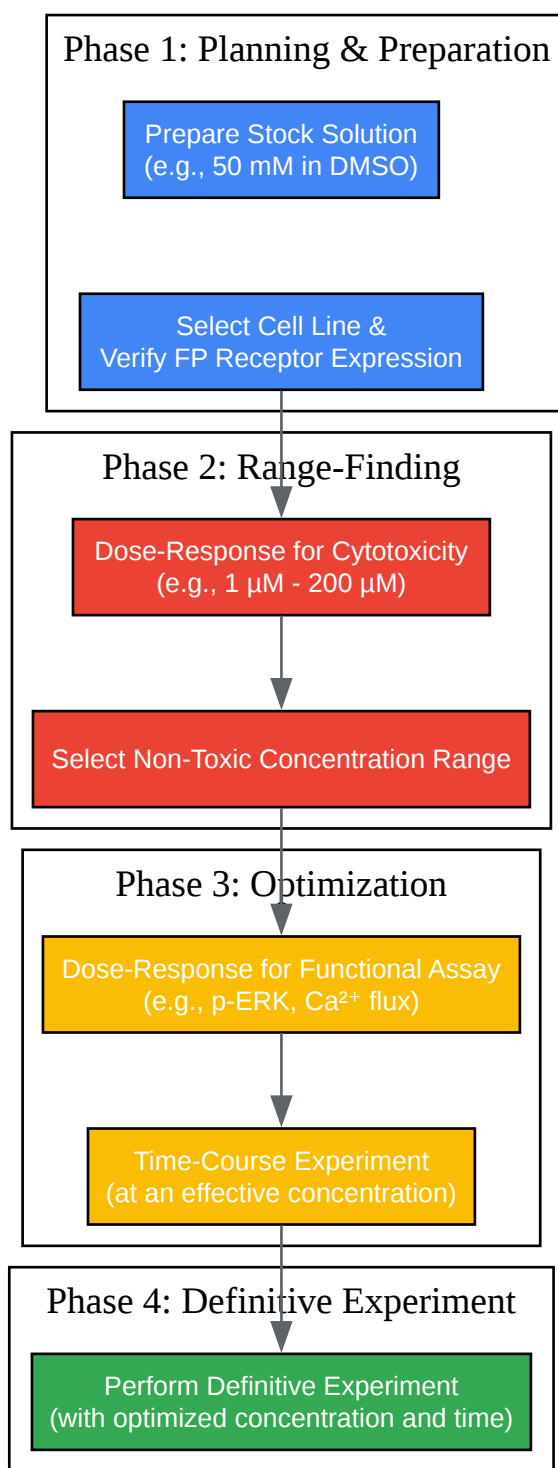 Phase 1: Planning & Preparation
Prepare Stock Solution
(e.g., 50 mM in DMSO)
Select Cell Line &
Verify FP Receptor Expression
Phase 2: Range-Finding
Dose-Response for Cytotoxicity
(e.g., 1 µM - 200 µM)
Select Non-Toxic Concentration Range
Phase 3: Optimization
Dose-Response for Functional Assay
(e.g., p-ERK, Ca²⁺ flux)
Time-Course Experiment
(at an effective concentration)
Phase 4: Definitive Experiment
Perform Definitive Experiment
(with optimized concentration and time)